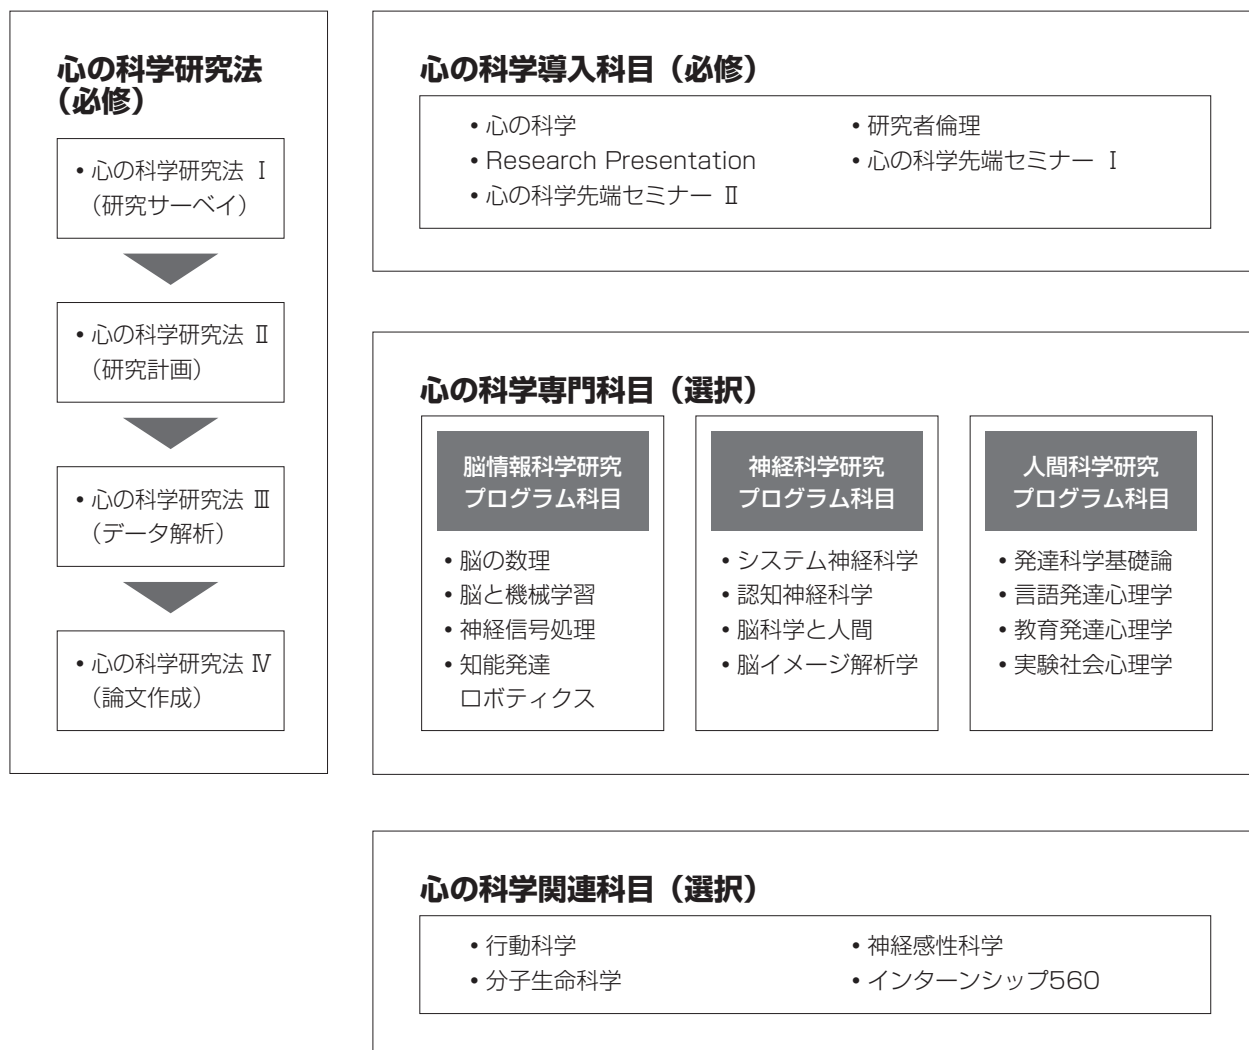 心の科学研究法
（必修）
• 心の科学研究法 Ⅰ
（研究サーベイ）
• 心の科学研究法 Ⅱ
（研究計画）
• 心の科学研究法 Ⅲ
（データ解析）
• 心の科学研究法 Ⅳ
（論文作成）
心の科学導入科目（必修）
• 心の科学
• 研究者倫理
• Research Presentation
• 心の科学先端セミナー Ⅰ
• 心の科学先端セミナー Ⅱ
心の科学専門科目（選択）
脳情報科学研究
プログラム科目
• 脳の数理
• 脳と機械学習
• 神経信号処理
• 知能発達
ロボティクス
神経科学研究
プログラム科目
• システム神経科学
• 認知神経科学
• 脳科学と人間
• 脳イメージ解析学
人間科学研究
プログラム科目
• 発達科学基礎論
• 言語発達心理学
• 教育発達心理学
• 実験社会心理学
心の科学関連科目（選択）
• 行動科学
• 神経感性科学
• 分子生命科学
• インターンシップ560